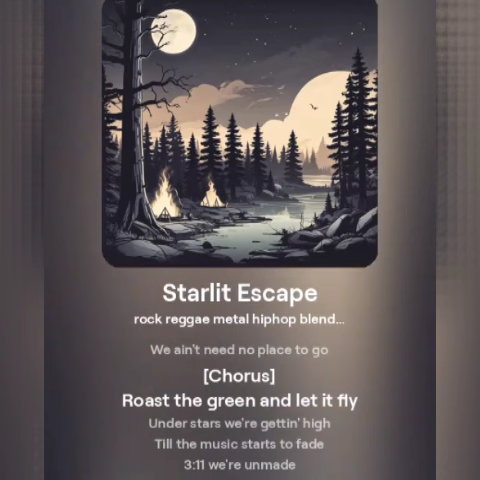 Starlit Escape
rock reggae metal hiphop blend...
We ain't need no place to go
[Chorus]
Roast the green and let it fly
Under stars we're gettin' high
Till the music starts to fade
3:11 we're unmade